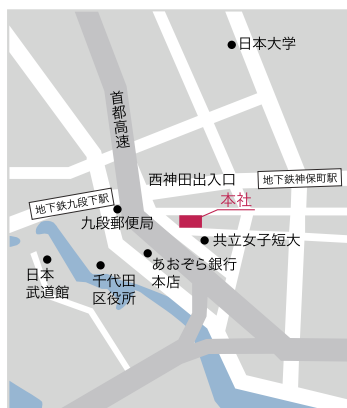 日本大学
首都高速
西神田出入口
地下鉄神保町駅
本社
地下鉄九段下駅
九段郵便局
共立女子短大
あおぞら銀行
本店
日本
武道館
千代田
区役所